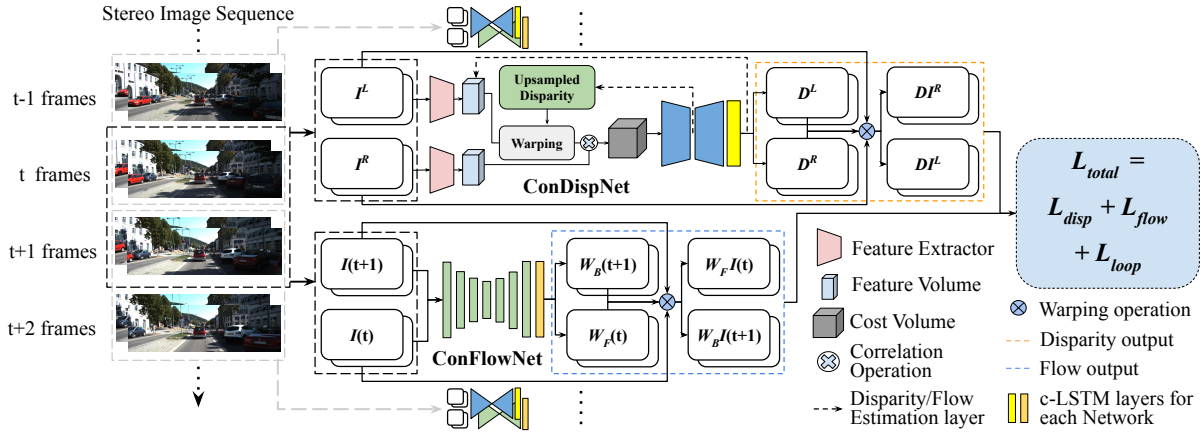 Stereo Image Sequence
t-1 frames
t frames
t+1 frames
t+2 frames
I^L
I^R
Upsampled
Disparity
Warping
ConDispNet
D^L
D^R
DI^R
DI^L
I(t+1)
I(t)
ConFlowNet
W_B(t+1)
W_F(t)
W_F I(t)
W_B I(t+1)
Feature Extractor
Feature Volume
Cost Volume
Correlation
Operation
Disparity/Flow
Estimation layer
L_total =
L_disp + L_flow
+ L_loop
Warping operation
Disparity output
Flow output
c-LSTM layers for
each Network